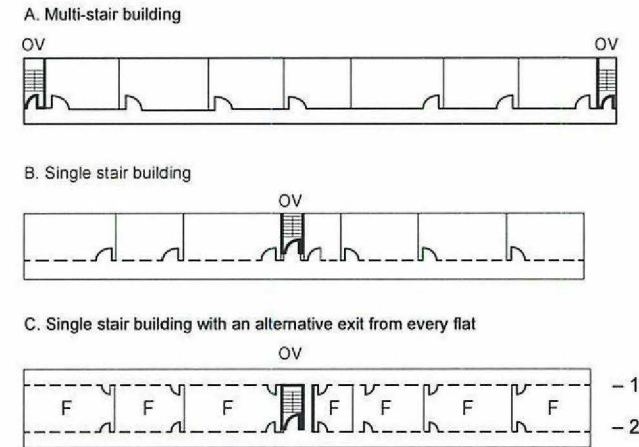 A. Multi-stair building
OV OV
B. Single stair building
OV
C. Single stair building with an alternative exit from every flat
OV
– 1
F F F F F F F
– 2